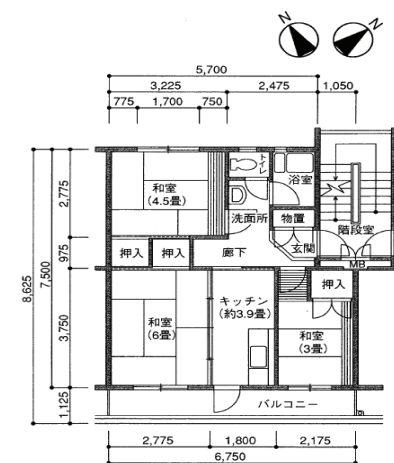 N N
5,700
3,225 2,475 1,050
775 1,700 750
トイレ
浴室
和室
(4.5畳)
洗面所
物置
階段室
玄関
MB
押入 押入 廊下
押入
キッチン
(約3.9畳)
和室
(6畳)
和室
(3畳)
バルコニー
2,775
975
3,750
1,125
7,500
8,625
2,775 1,800 2,175
6,750